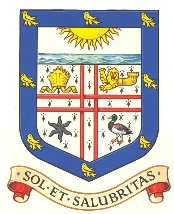 · SOL · ET · SALUBRITAS ·